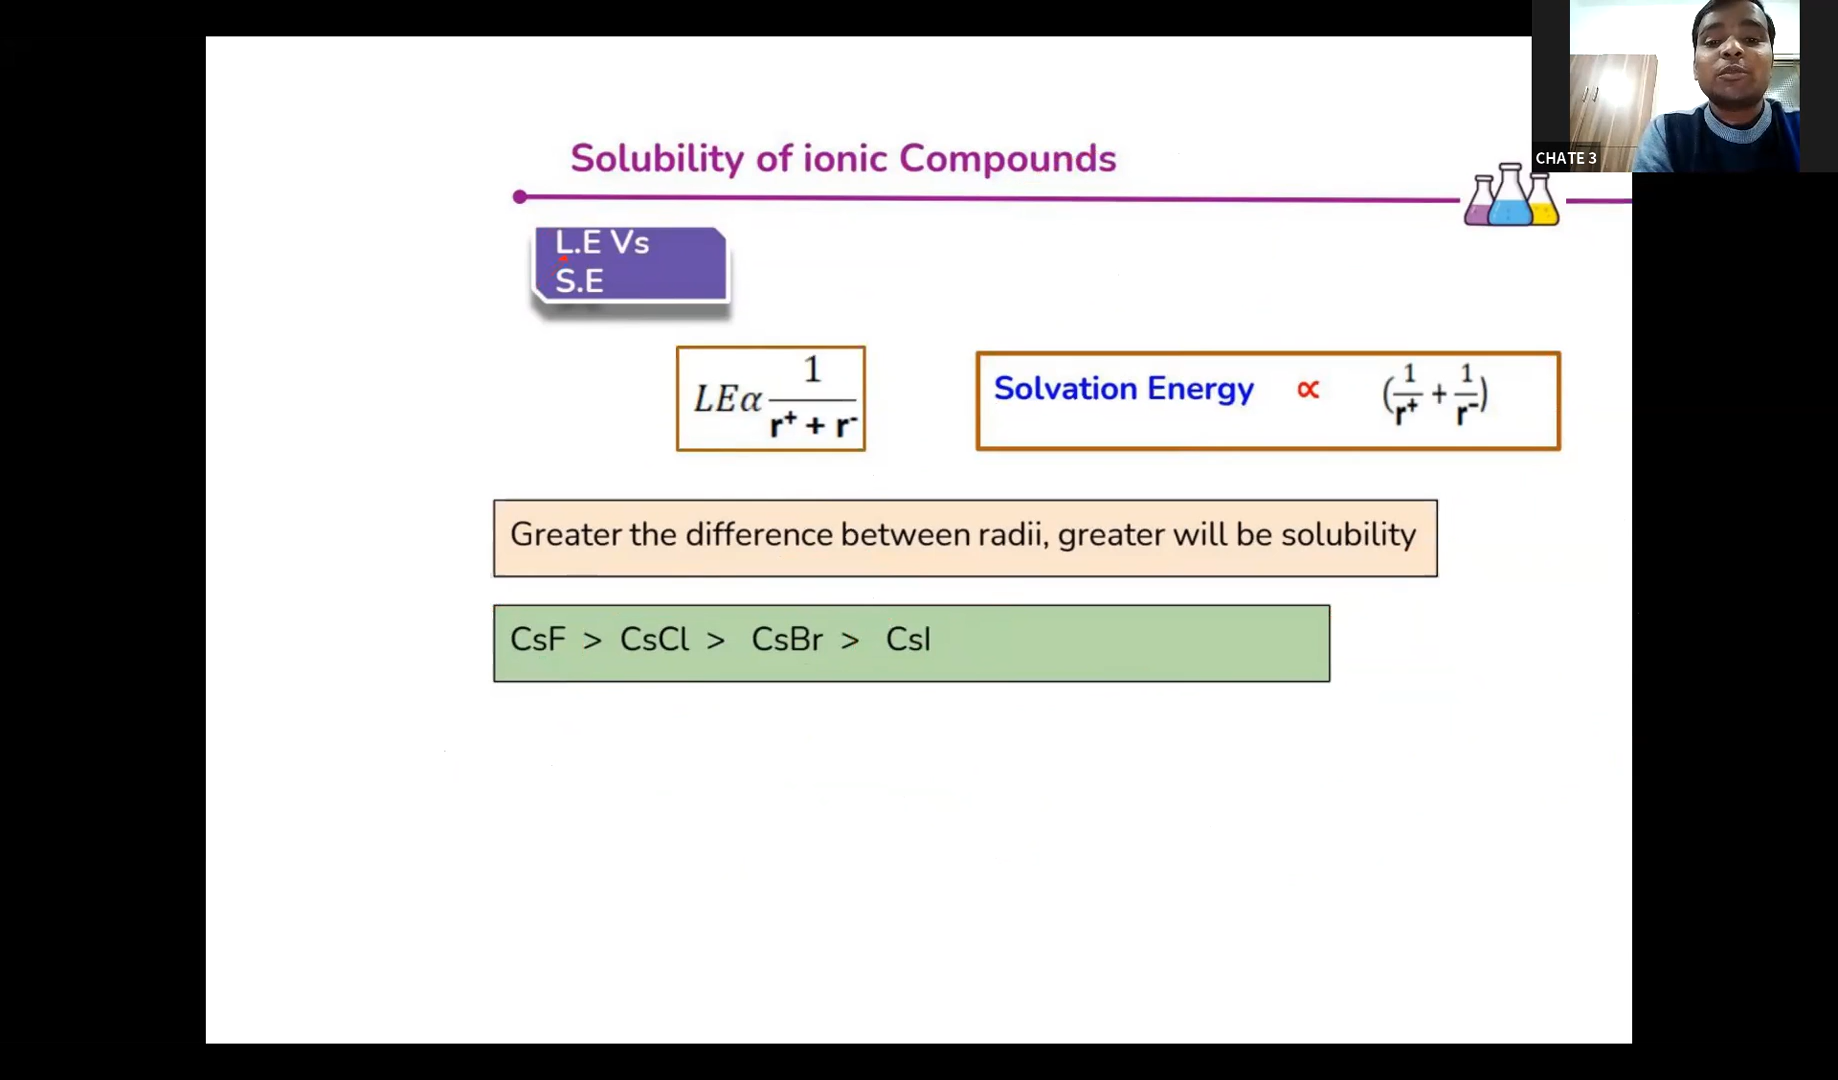 CHATE 3
Solubility of ionic Compounds
L.E Vs
S.E
LEα 1/(r⁺ + r⁻)
Solvation Energy ∝ (1/r⁺ + 1/r⁻)
Greater the difference between radii, greater will be solubility
CsF > CsCl > CsBr > CsI